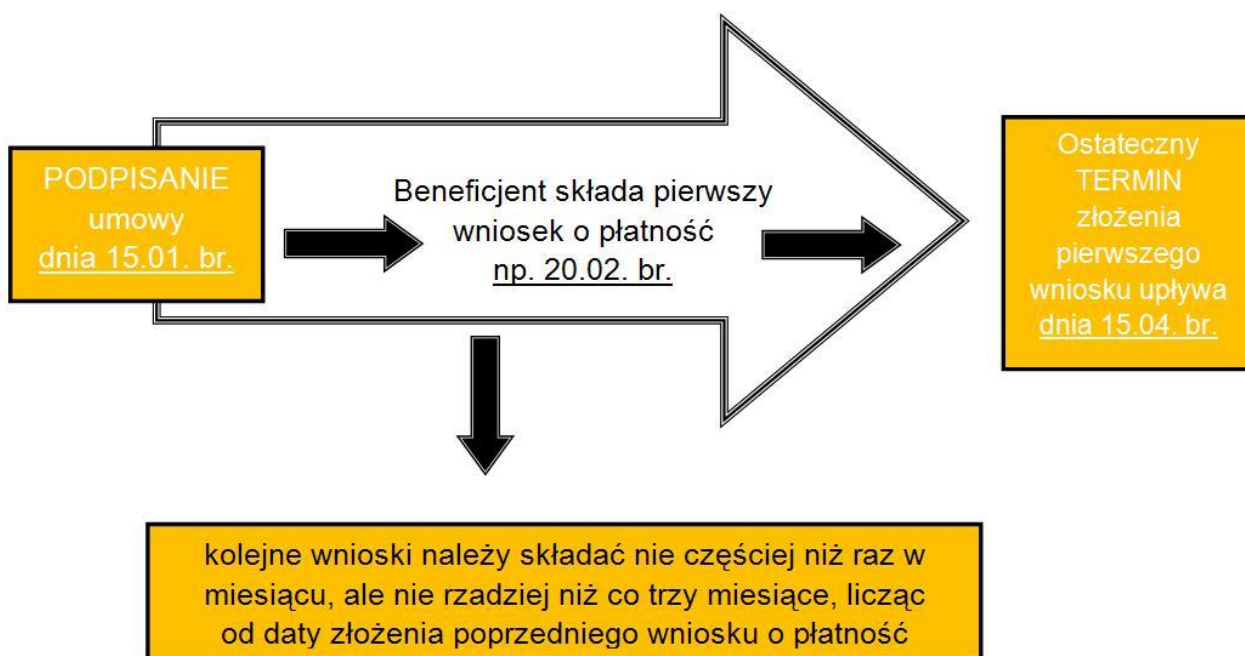 PODPISANIE
umowy
dnia 15.01. br.
Beneficjent składa pierwszy
wniosek o płatność
np. 20.02. br.
Ostateczny
TERMIN
złożenia
pierwszego
wniosku upływa
dnia 15.04. br.
kolejne wnioski należy składać nie częściej niż raz w
miesiącu, ale nie rzadziej niż co trzy miesiące, licząc
od daty złożenia poprzedniego wniosku o płatność